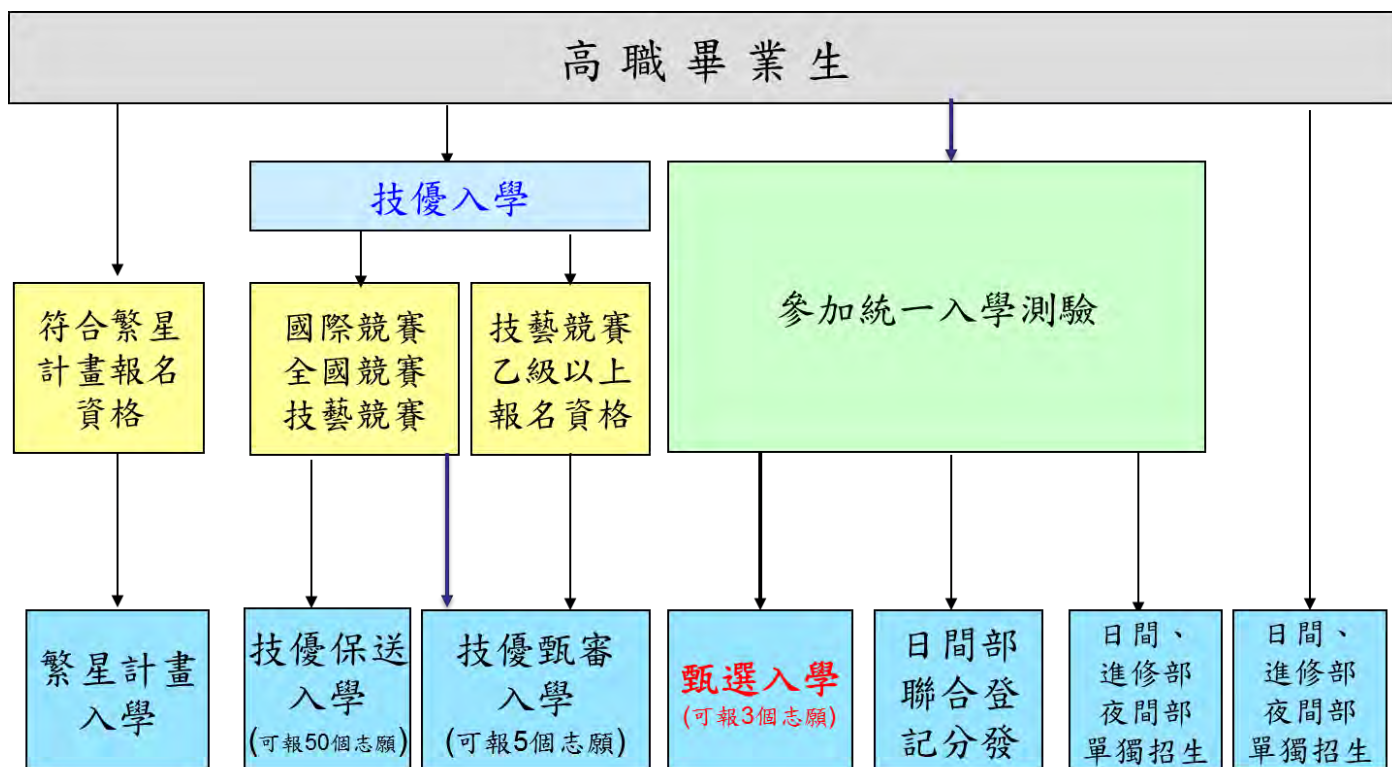 高職畢業生
技優入學
符合繁星
計畫報名
資格
國際競賽
全國競賽
技藝競賽
技藝競賽
乙級以上
報名資格
參加統一入學測驗
繁星計畫
入學
技優保送
入學
(可報50個志願)
技優甄審
入學
(可報5個志願)
甄選入學
(可報3個志願)
日間部
聯合登
記分發
日間、
進修部
夜間部
單獨招生
日間、
進修部
夜間部
單獨招生